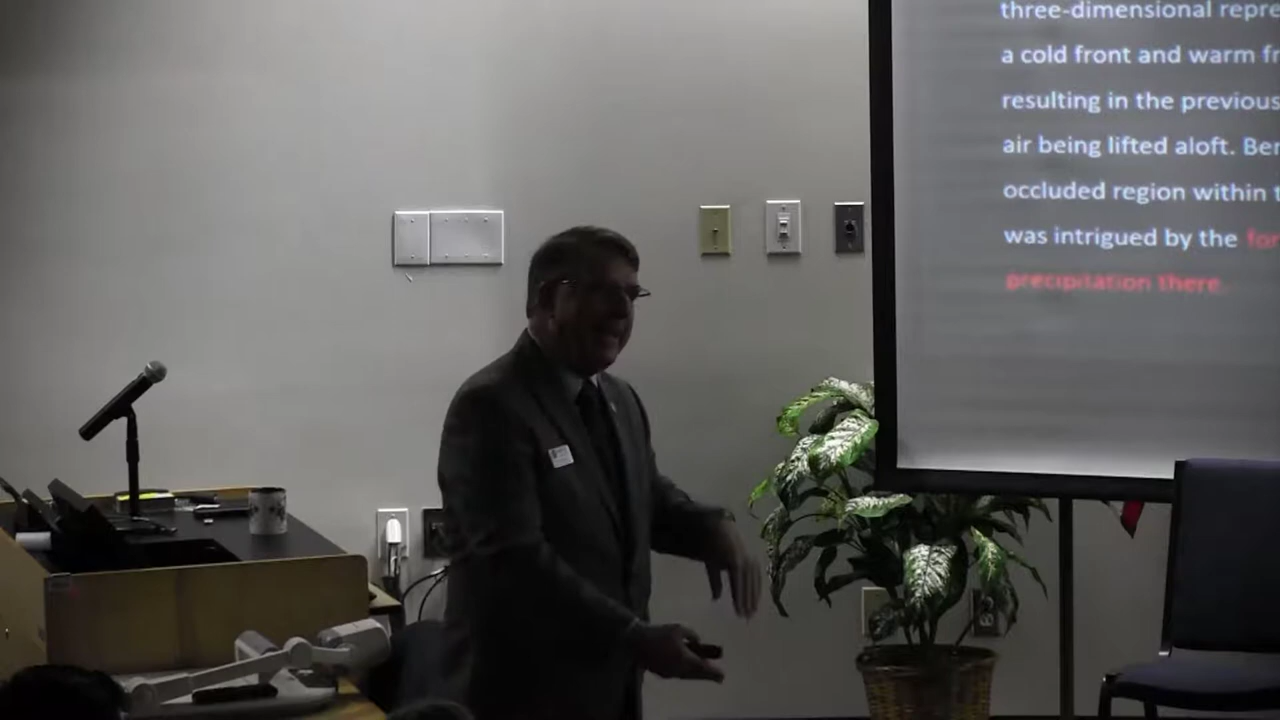 three-dimensional repre
a cold front and warm fr
resulting in the previous
air being lifted aloft. Ber
occluded region within t
was intrigued by the for
precipitation there.